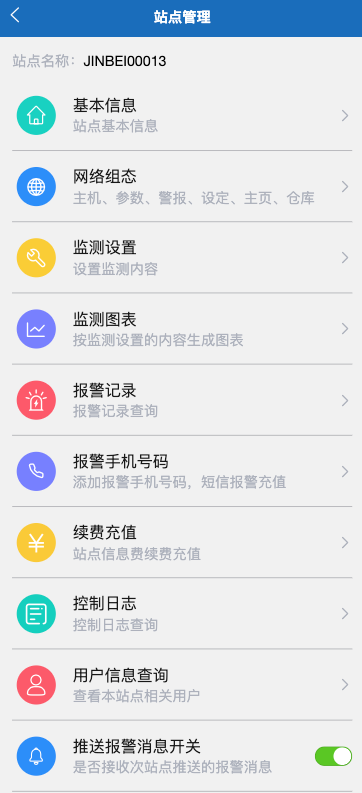 站点管理
站点名称：JINBEI00013
基本信息
站点基本信息
网络组态
主机、参数、警报、设定、主页、仓库
监测设置
设置监测内容
监测图表
按监测设置的内容生成图表
报警记录
报警记录查询
报警手机号码
添加报警手机号码，短信报警充值
续费充值
站点信息费续费充值
控制日志
控制日志查询
用户信息查询
查看本站点相关用户
推送报警消息开关
是否接收次站点推送的报警消息